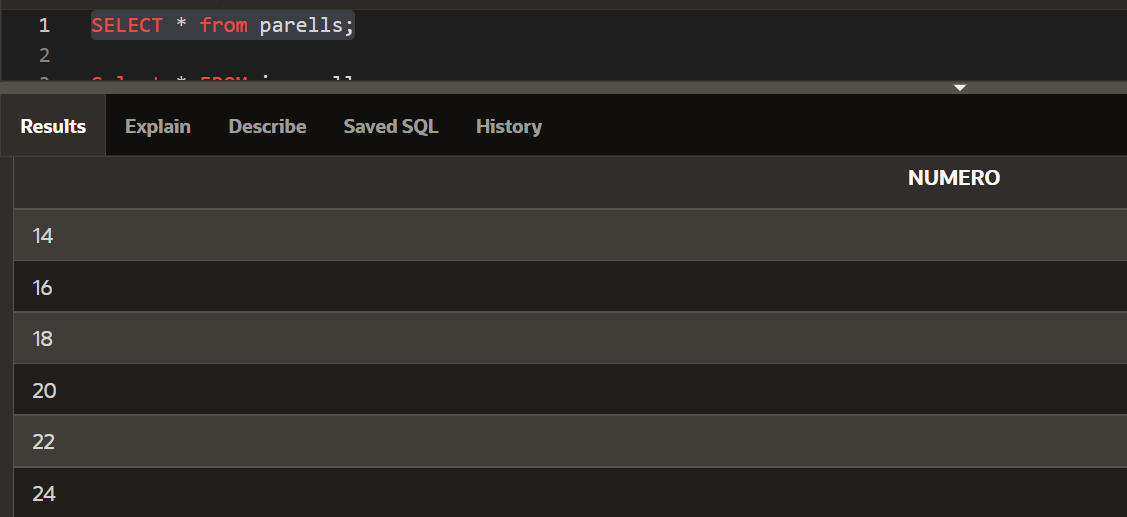 1 SELECT * from parells;
2
Results Explain Describe Saved SQL History
NUMERO
14
16
18
20
22
24